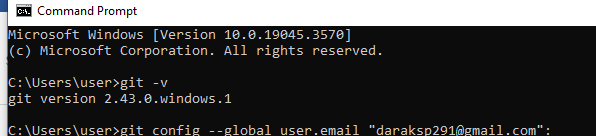 Command Prompt
Microsoft Windows [Version 10.0.19045.3570]
(c) Microsoft Corporation. All rights reserved.
C:\Users\user>git -v
git version 2.43.0.windows.1
C:\Users\user>git config --global user.email "daraksp291@gmail.com":